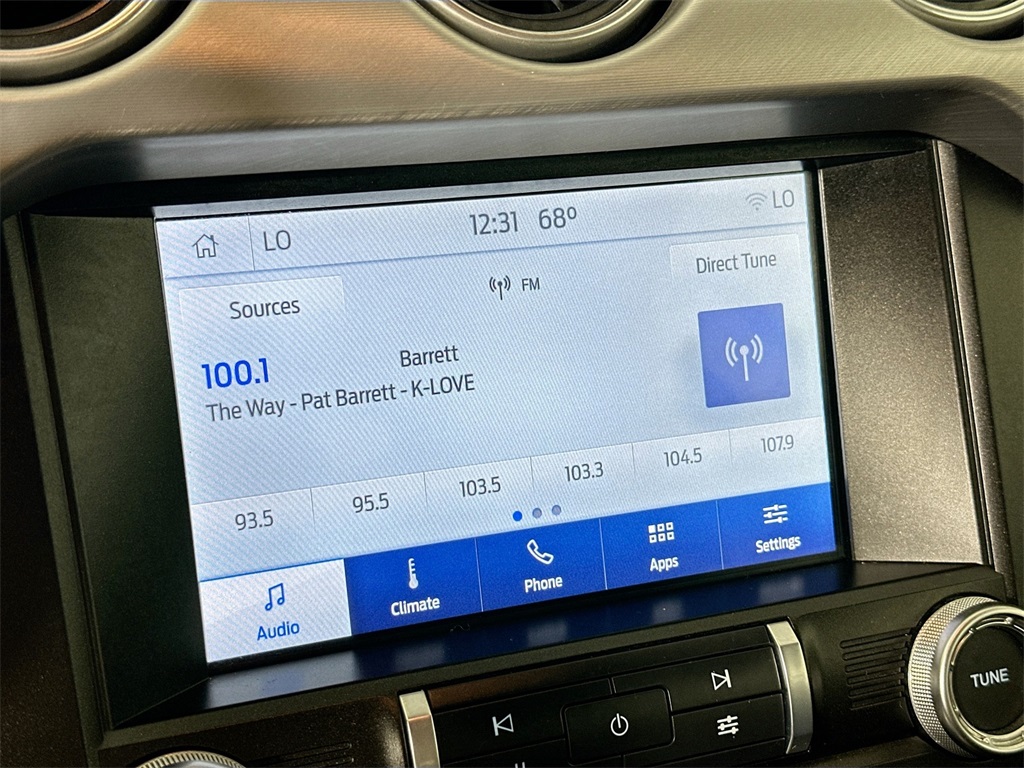 LO 12:31 68º LO
FM
Direct Tune
Sources
100.1 Barrett
The Way - Pat Barrett - K-LOVE
93.5 95.5 103.5 103.3 104.5 107.9
Audio Climate Phone Apps Settings
TUNE